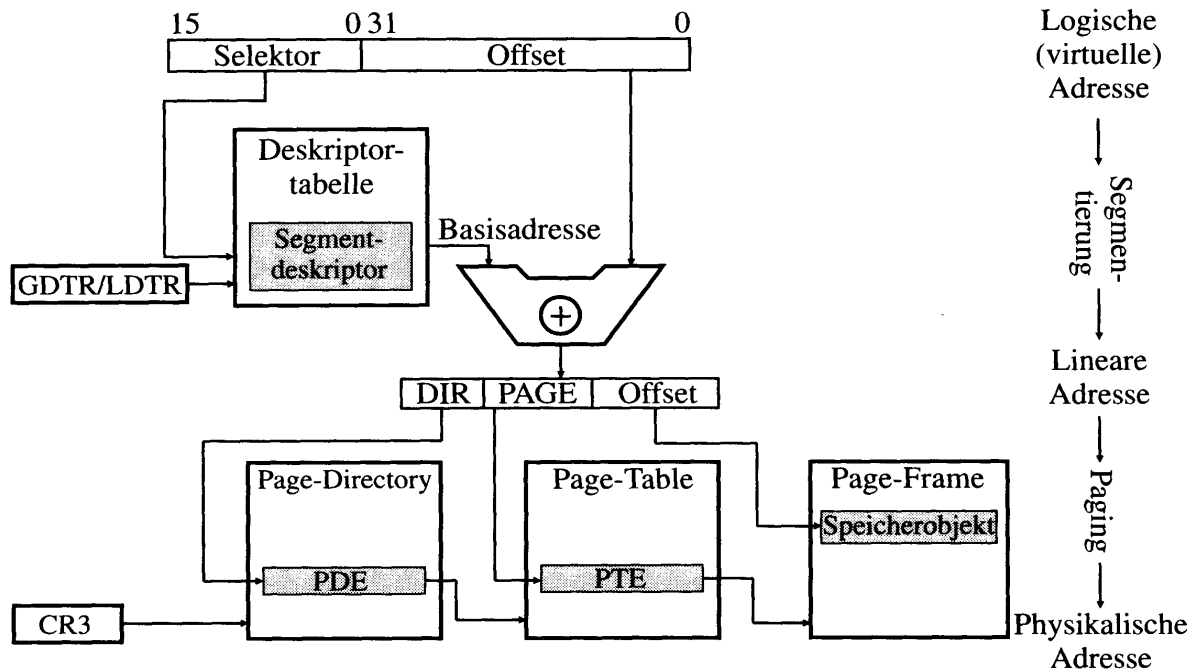 15 0 31 0
Selektor Offset
Logische
(virtuelle)
Adresse
Deskriptor-
tabelle
Segment-
deskriptor
Basisadresse
GDTR/LDTR
+
Segmen-
tierung
DIR PAGE Offset
Lineare
Adresse
Page-Directory Page-Table Page-Frame
Speicherobjekt
PDE PTE
Paging
CR3
Physikalische
Adresse